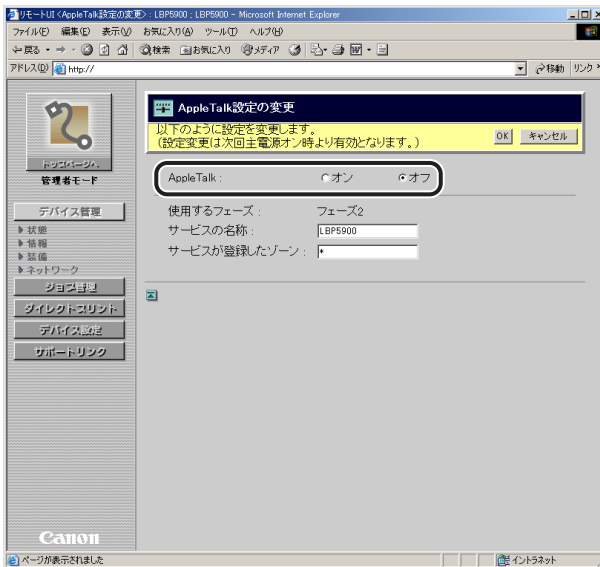 リモートUI <AppleTalk設定の変更> : LBP5900 ; LBP5900 - Microsoft Internet Explorer
ファイル(F) 編集(E) 表示(V) お気に入り(A) ツール(T) ヘルプ(H)
戻る 検索 お気に入り メディア
アドレス(D) http:// 移動 リンク »
AppleTalk設定の変更
以下のように設定を変更します。
(設定変更は次回主電源オン時より有効となります。)
OK キャンセル
トップページへ
管理者モード
AppleTalk : オン オフ
デバイス管理
状態
情報
装備
ネットワーク
ジョブ管理
ダイレクトプリント
デバイス設定
サポートリンク
使用するフェーズ : フェーズ2
サービスの名称 : LBP5900
サービスが登録したゾーン : *
Canon
ページが表示されました イントラネット